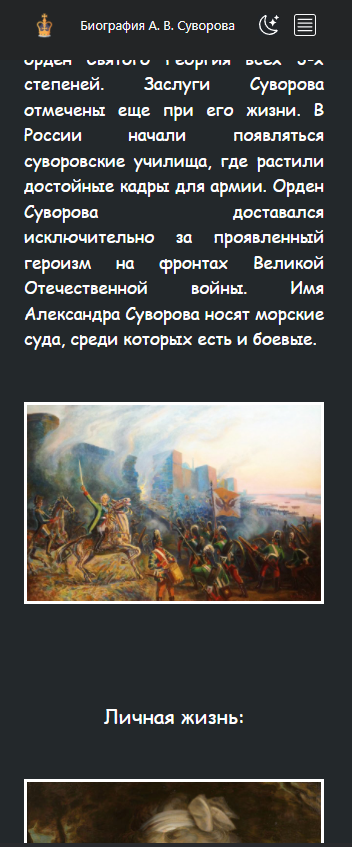 Биография А. В. Суворова
орден Святого Георгия всех 3-х
степеней. Заслуги Суворова
отмечены еще при его жизни. В
России начали появляться
суворовские училища, где растили
достойные кадры для армии. Орден
Суворова доставался
исключительно за проявленный
героизм на фронтах Великой
Отечественной войны. Имя
Александра Суворова носят морские
суда, среди которых есть и боевые.
Личная жизнь: